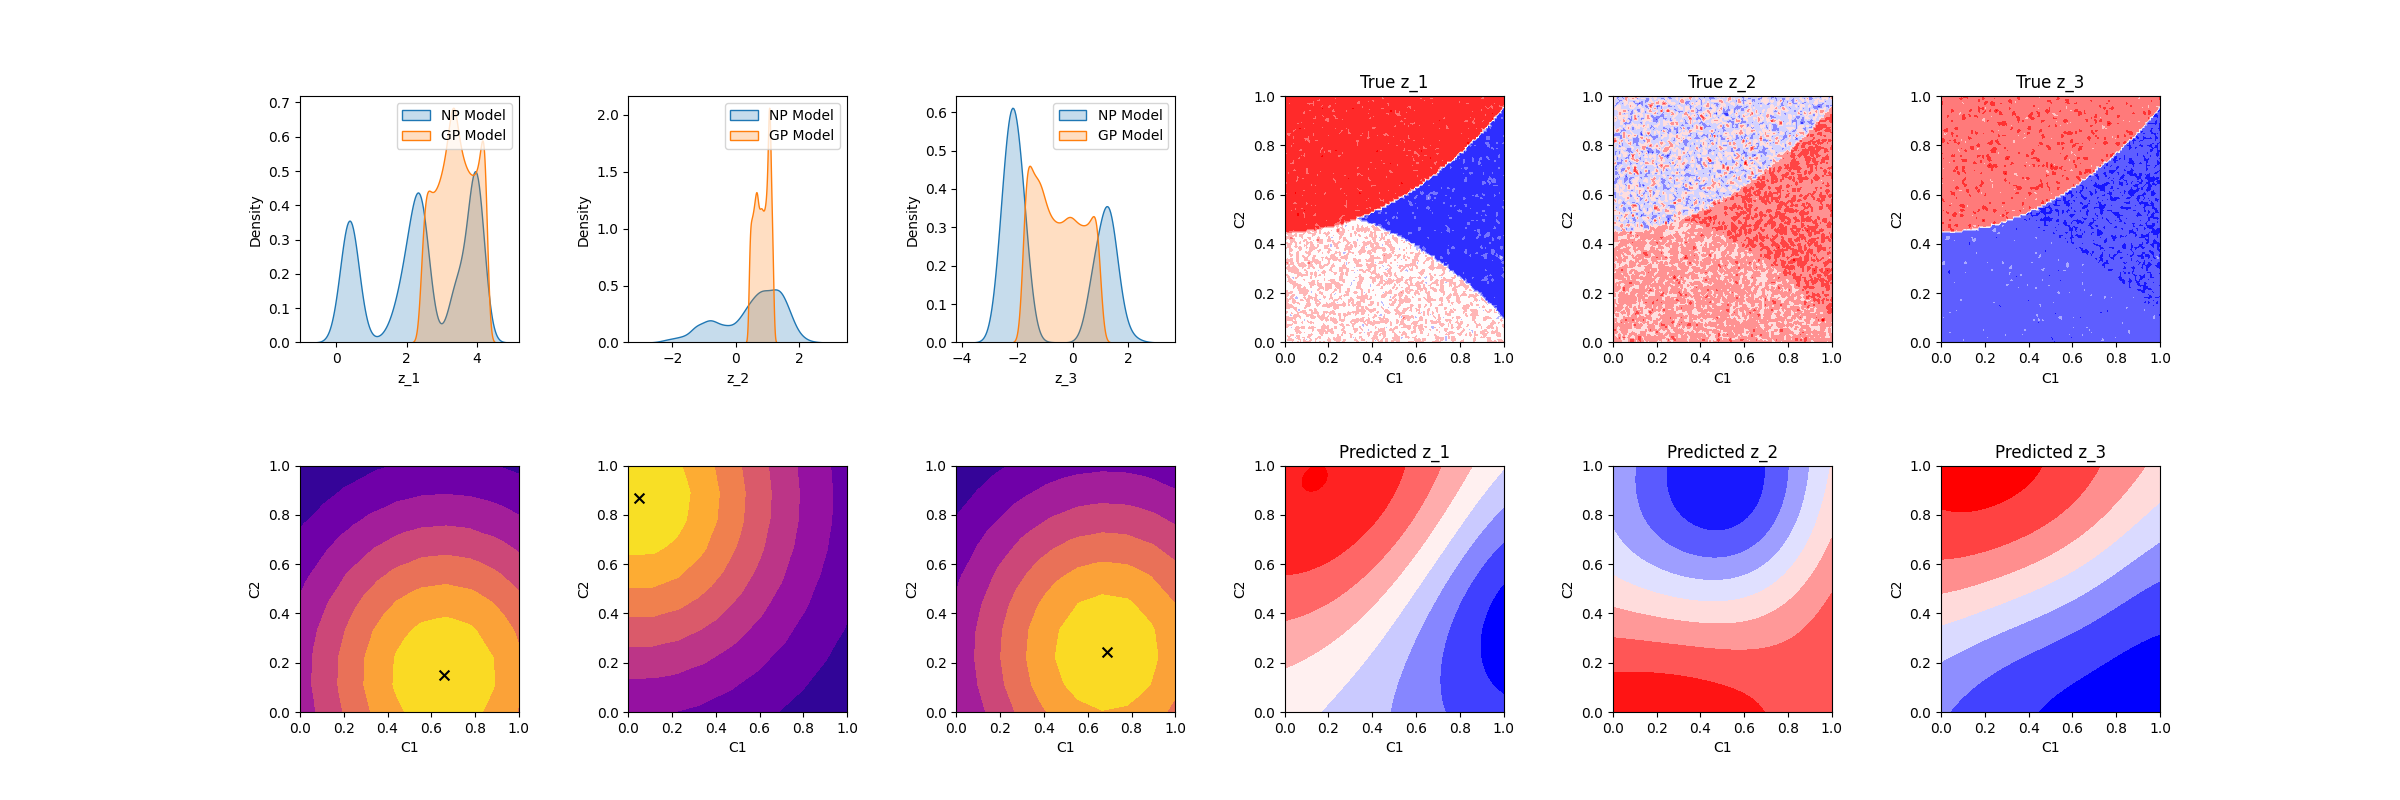 NP Model
GP Model
0.7
0.6
0.5
0.4
0.3
0.2
0.1
0.0
Density
0
2
4
z_1
NP Model
GP Model
2.0
1.5
1.0
0.5
0.0
Density
−2
0
2
z_2
NP Model
GP Model
0.6
0.5
0.4
0.3
0.2
0.1
0.0
Density
−4
−2
0
2
z_3
True z_1
1.0
0.8
0.6
0.4
0.2
0.0
C2
0.0 0.2 0.4 0.6 0.8 1.0
C1
True z_2
1.0
0.8
0.6
0.4
0.2
0.0
C2
0.0 0.2 0.4 0.6 0.8 1.0
C1
True z_3
1.0
0.8
0.6
0.4
0.2
0.0
C2
0.0 0.2 0.4 0.6 0.8 1.0
C1
1.0
0.8
0.6
0.4
0.2
0.0
C2
0.0 0.2 0.4 0.6 0.8 1.0
C1
1.0
0.8
0.6
0.4
0.2
0.0
C2
0.0 0.2 0.4 0.6 0.8 1.0
C1
1.0
0.8
0.6
0.4
0.2
0.0
C2
0.0 0.2 0.4 0.6 0.8 1.0
C1
Predicted z_1
1.0
0.8
0.6
0.4
0.2
0.0
C2
0.0 0.2 0.4 0.6 0.8 1.0
C1
Predicted z_2
1.0
0.8
0.6
0.4
0.2
0.0
C2
0.0 0.2 0.4 0.6 0.8 1.0
C1
Predicted z_3
1.0
0.8
0.6
0.4
0.2
0.0
C2
0.0 0.2 0.4 0.6 0.8 1.0
C1